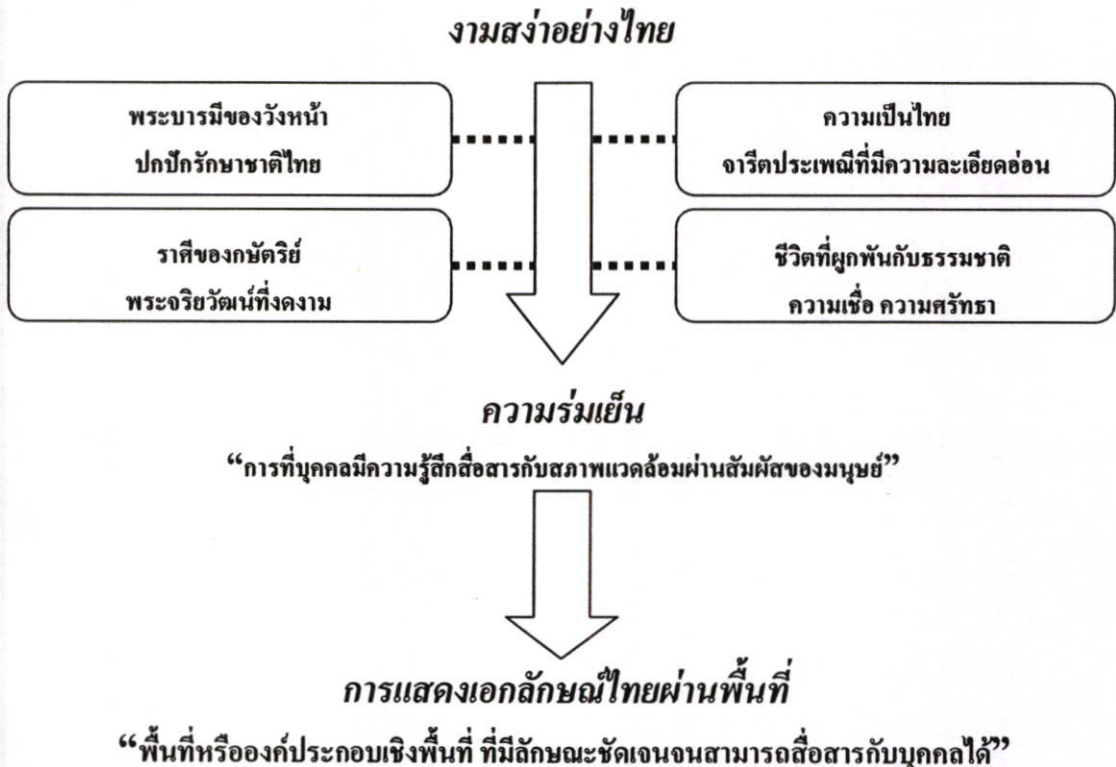 งามสง่าอย่างไทย
พระบารมีของวังหน้า
ปกปักรักษาชาติไทย
ความเป็นไทย
จารีตประเพณีที่มีความละเอียดอ่อน
ราศีของกษัตริย์
พระจริยวัฒน์ที่งดงาม
ชีวิตที่ผูกพันกับธรรมชาติ
ความเชื่อ ความศรัทธา
ความร่มเย็น
“การที่บุคคลมีความรู้สึกสื่อสารกับสภาพแวดล้อมผ่านสัมผัสของมนุษย์”
การแสดงเอกลักษณ์ไทยผ่านพื้นที่
“พื้นที่หรือองค์ประกอบเชิงพื้นที่ ที่มีลักษณะชัดเจนจนสามารถสื่อสารกับบุคคลได้”